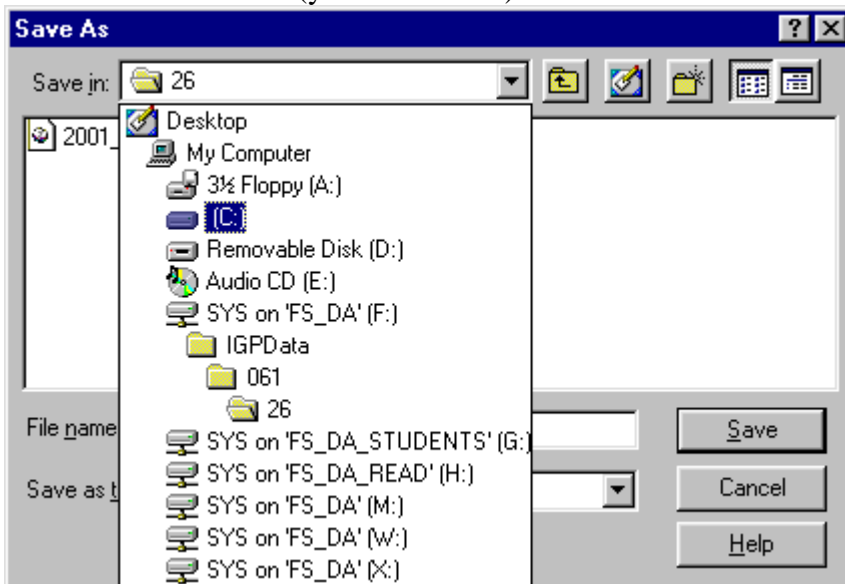 Save As
Save in: 26
Desktop
2001_
My Computer
3½ Floppy (A:)
(C:)
Removable Disk (D:)
Audio CD (E:)
SYS on 'FS_DA' (F:)
IGPData
061
26
File name
SYS on 'FS_DA_STUDENTS' (G:)
Save
SYS on 'FS_DA_READ' (H:)
Save as t
Cancel
SYS on 'FS_DA' (M:)
SYS on 'FS_DA' (W:)
Help
SYS on 'FS_DA' (X:)